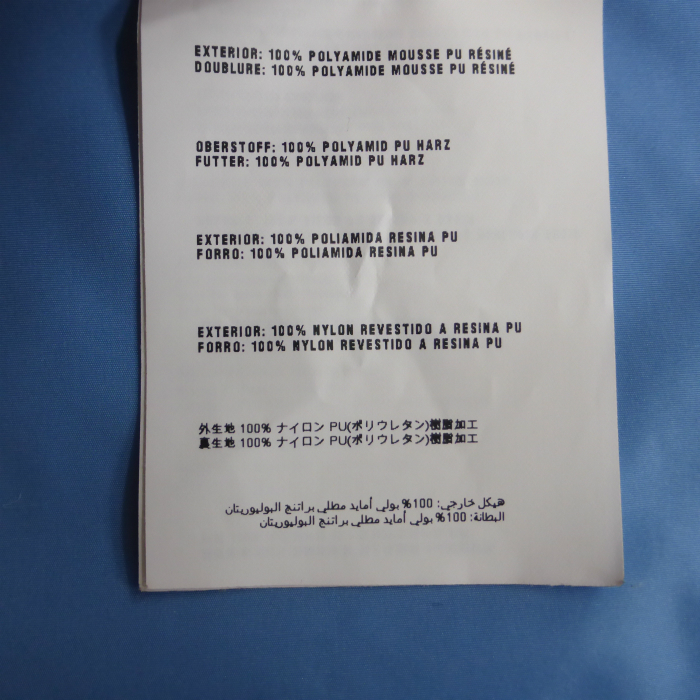 EXTERIOR: 100% POLYAMIDE MOUSSE PU RÉSINÉ
DOUBLURE: 100% POLYAMIDE MOUSSE PU RÉSINÉ
OBERSTOFF: 100% POLYAMID PU HARZ
FUTTER: 100% POLYAMID PU HARZ
EXTERIOR: 100% POLIAMIDA RESINA PU
FORRO: 100% POLIAMIDA RESINA PU
EXTERIOR: 100% NYLON REVESTIDO A RESINA PU
FORRO: 100% NYLON REVESTIDO A RESINA PU
外生地 100% ナイロン PU(ポリウレタン)樹脂加工
裏生地 100% ナイロン PU(ポリウレタン)樹脂加工
هيكل خارجي: 100% بولي أمايد مطلي براتنج البوليوريتان
البطانة: 100% بولي أمايد مطلي براتنج البوليوريتان